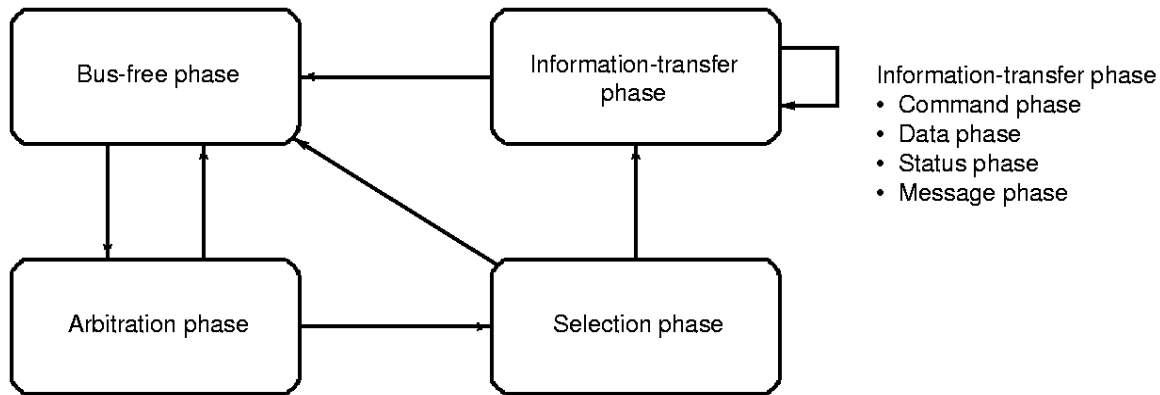 Bus-free phase
Information-transfer
phase
Information-transfer phase
• Command phase
• Data phase
• Status phase
• Message phase
Arbitration phase
Selection phase